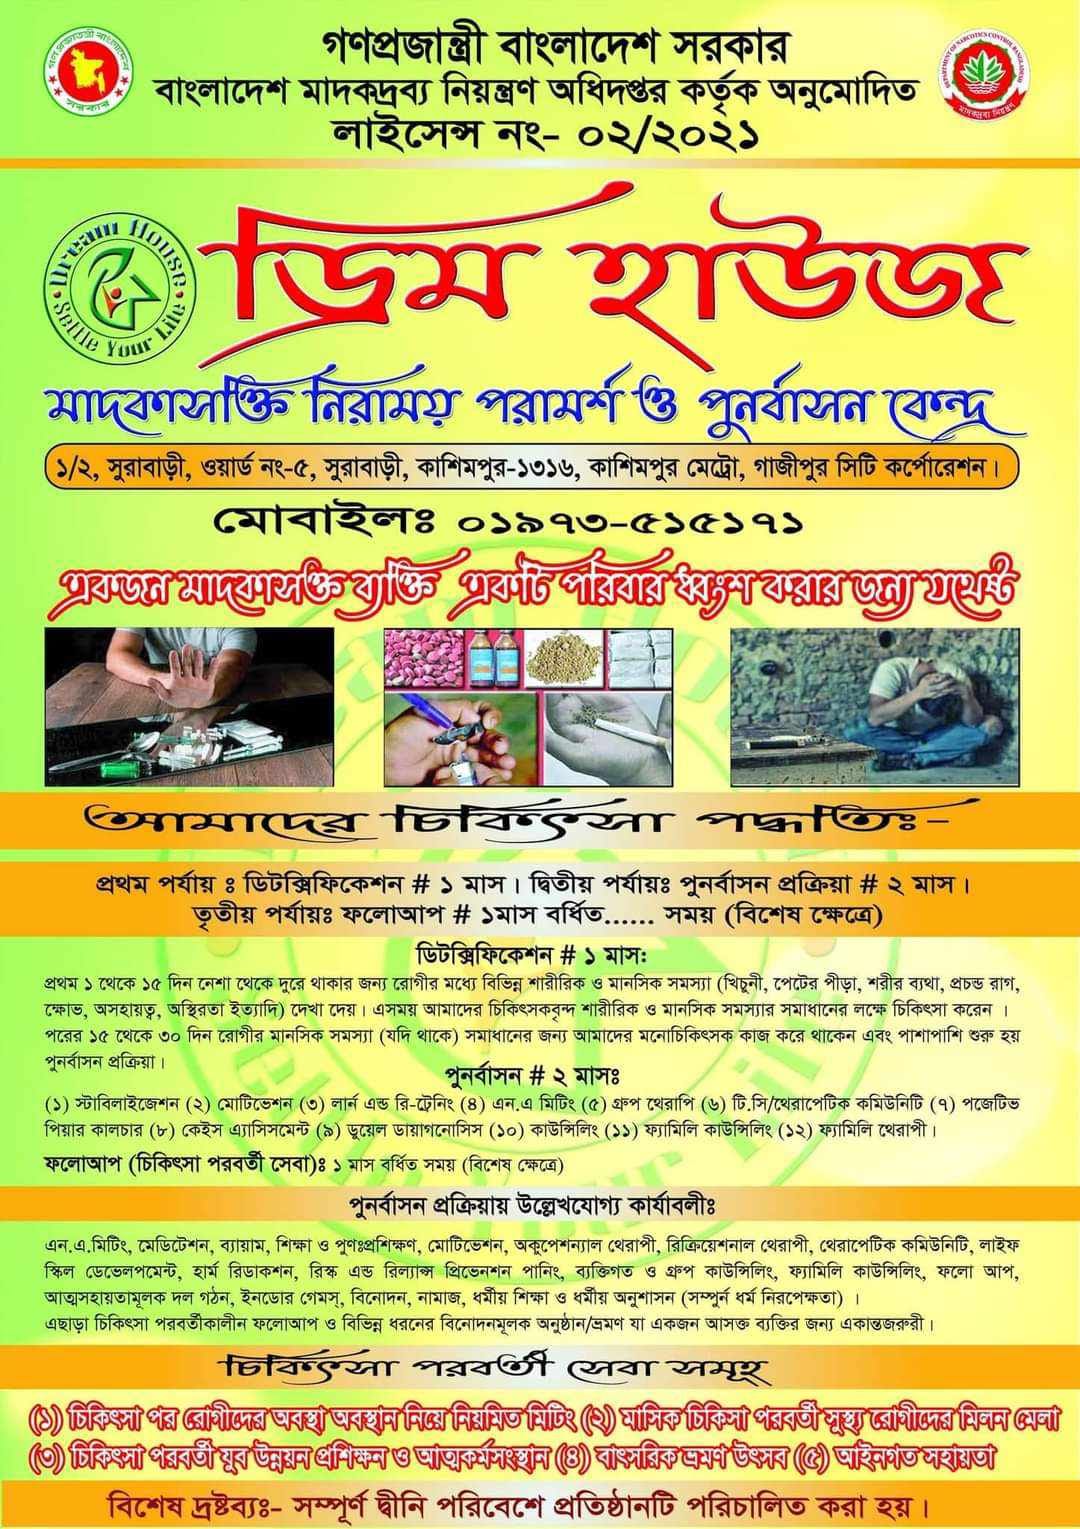 গণপ্রজান্ত্রী বাংলাদেশ সরকার
বাংলাদেশ মাদকদ্রব্য নিয়ন্ত্রণ অধিদপ্তর কর্তৃক অনুমোদিত
লাইসেন্স নং- ০২/২০২১
Dream House
Settle Your Life
ড্রিম হাউজ
মাদকাসক্তি নিরাময় পরামর্শ ও পুনর্বাসন কেন্দ্র
১/২, সুরাবাড়ী, ওয়ার্ড নং-৫, সুরাবাড়ী, কাশিমপুর-১৩১৬, কাশিমপুর মেট্রো, গাজীপুর সিটি কর্পোরেশন।
মোবাইলঃ ০১৯৭৩-৫১৫১৭১
একজন মাদকাসক্ত ব্যক্তি একটি পরিবার ধ্বংশ করার জন্য যথেষ্ট
আমাদের চিকিৎসা পদ্ধতিঃ-
প্রথম পর্যায় ঃ ডিটক্সিফিকেশন # ১ মাস। দ্বিতীয় পর্যায়ঃ পুনর্বাসন প্রক্রিয়া # ২ মাস।
তৃতীয় পর্যায়ঃ ফলোআপ # ১মাস বর্ধিত...... সময় (বিশেষ ক্ষেত্রে)
ডিটক্সিফিকেশন # ১ মাস:
প্রথম ১ থেকে ১৫ দিন নেশা থেকে দুরে থাকার জন্য রোগীর মধ্যে বিভিন্ন শারীরিক ও মানসিক সমস্যা (খিচুনী, পেটের পীড়া, শরীর ব্যথা, প্রচন্ড রাগ,
ক্ষোভ, অসহায়ত্ব, অস্থিরতা ইত্যাদি) দেখা দেয়। এসময় আমাদের চিকিৎসকবৃন্দ শারীরিক ও মানসিক সমস্যার সমাধানের লক্ষে চিকিৎসা করেন ।
পরের ১৫ থেকে ৩০ দিন রোগীর মানসিক সমস্যা (যদি থাকে) সমাধানের জন্য আমাদের মনোচিকিৎসক কাজ করে থাকেন এবং পাশাপাশি শুরু হয়
পুনর্বাসন প্রক্রিয়া।
পুনর্বাসন # ২ মাসঃ
(১) স্টাবিলাইজেশন (২) মোটিভেশন (৩) লার্ন এন্ড রি-ট্রেনিং (৪) এন.এ মিটিং (৫) গ্রুপ থেরাপি (৬) টি.সি/থেরাপেটিক কমিউনিটি (৭) পজেটিভ
পিয়ার কালচার (৮) কেইস এ্যাসিসমেন্ট (৯) ডুয়েল ডায়াগনোসিস (১০) কাউন্সিলিং (১১) ফ্যামিলি কাউন্সিলিং (১২) ফ্যামিলি থেরাপী।
ফলোআপ (চিকিৎসা পরবর্তী সেবা)ঃ ১ মাস বর্ধিত সময় (বিশেষ ক্ষেত্রে)
পুনর্বাসন প্রক্রিয়ায় উল্লেখযোগ্য কার্যাবলীঃ
এন.এ.মিটিং, মেডিটেশন, ব্যায়াম, শিক্ষা ও পুণঃপ্রশিক্ষণ, মোটিভেশন, অকুপেশন্যাল থেরাপী, রিক্রিয়েশনাল থেরাপী, থেরাপেটিক কমিউনিটি, লাইফ
স্কিল ডেভেলপমেন্ট, হার্ম রিডাকশন, রিস্ক এন্ড রিল্যাপ্স প্রিভেনশন পানিং, ব্যক্তিগত ও গ্রুপ কাউন্সিলিং, ফ্যামিলি কাউন্সিলিং, ফলো আপ,
আত্মসহায়তামূলক দল গঠন, ইনডোর গেমস্, বিনোদন, নামাজ, ধর্মীয় শিক্ষা ও ধর্মীয় অনুশাসন (সম্পুর্ন ধর্ম নিরপেক্ষতা) ।
এছাড়া চিকিৎসা পরবর্তীকালীন ফলোআপ ও বিভিন্ন ধরনের বিনোদনমূলক অনুষ্ঠান/ভ্রমণ যা একজন আসক্ত ব্যক্তির জন্য একান্তজরুরী।
চিকিৎসা পরবর্তী সেবা সমূহ
(১) চিকিৎসা পর রোগীদের অবস্থা অবস্থান নিয়ে নিয়মিত মিটিং (২) মাসিক চিকিসা পরবর্তী সুস্থ্য রোগীদের মিলন মেলা
(৩) চিকিৎসা পরবর্তী যুব উন্নয়ন প্রশিক্ষন ও আত্মকর্মসংস্থান (৪) বাৎসরিক ভ্রমণ উৎসব (৫) আইনগত সহায়তা
বিশেষ দ্রষ্টব্যঃ- সম্পূর্ণ দ্বীনি পরিবেশে প্রতিষ্ঠানটি পরিচালিত করা হয়।